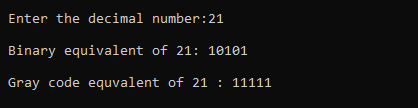 Enter the decimal number:21
Binary equivalent of 21: 10101
Gray code equvalent of 21 : 11111